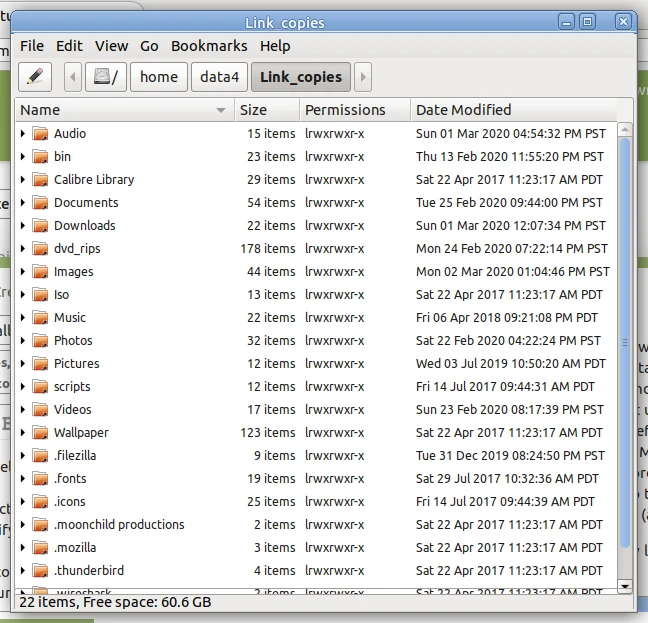 Link_copies
File Edit View Go Bookmarks Help
/ home data4 Link_copies
Name Size Permissions Date Modified
Audio 15 items lrwxrwxr-x Sun 01 Mar 2020 04:54:32 PM PST
bin 23 items lrwxrwxr-x Thu 13 Feb 2020 11:55:20 PM PST
Calibre Library 29 items lrwxrwxr-x Sat 22 Apr 2017 11:23:17 AM PDT
Documents 54 items lrwxrwxr-x Tue 25 Feb 2020 09:44:00 PM PST
Downloads 22 items lrwxrwxr-x Sun 01 Mar 2020 12:07:34 PM PST
dvd_rips 178 items lrwxrwxr-x Mon 24 Feb 2020 07:22:14 PM PST
Images 44 items lrwxrwxr-x Mon 02 Mar 2020 01:04:46 PM PST
Iso 13 items lrwxrwxr-x Sat 22 Apr 2017 11:23:17 AM PDT
Music 22 items lrwxrwxr-x Fri 06 Apr 2018 09:21:08 PM PDT
Photos 32 items lrwxrwxr-x Sat 22 Feb 2020 04:22:24 PM PST
Pictures 12 items lrwxrwxr-x Wed 03 Jul 2019 10:50:20 AM PDT
scripts 12 items lrwxrwxr-x Fri 14 Jul 2017 09:44:31 AM PDT
Videos 17 items lrwxrwxr-x Sun 23 Feb 2020 08:17:39 PM PST
Wallpaper 123 items lrwxrwxr-x Sat 22 Apr 2017 11:23:17 AM PDT
.filezilla 9 items lrwxrwxr-x Tue 31 Dec 2019 08:24:50 PM PST
.fonts 19 items lrwxrwxr-x Sat 29 Jul 2017 10:32:36 AM PDT
.icons 25 items lrwxrwxr-x Fri 14 Jul 2017 09:44:39 AM PDT
.moonchild productions 2 items lrwxrwxr-x Sat 22 Apr 2017 11:23:17 AM PDT
.mozilla 3 items lrwxrwxr-x Sat 22 Apr 2017 11:23:17 AM PDT
.thunderbird 4 items lrwxrwxr-x Sat 22 Apr 2017 11:23:17 AM PDT
.wireshark 2 items lrwxrwxr-x Sat 22 Apr 2017 11:23:17 AM PDT
22 items, Free space: 60.6 GB